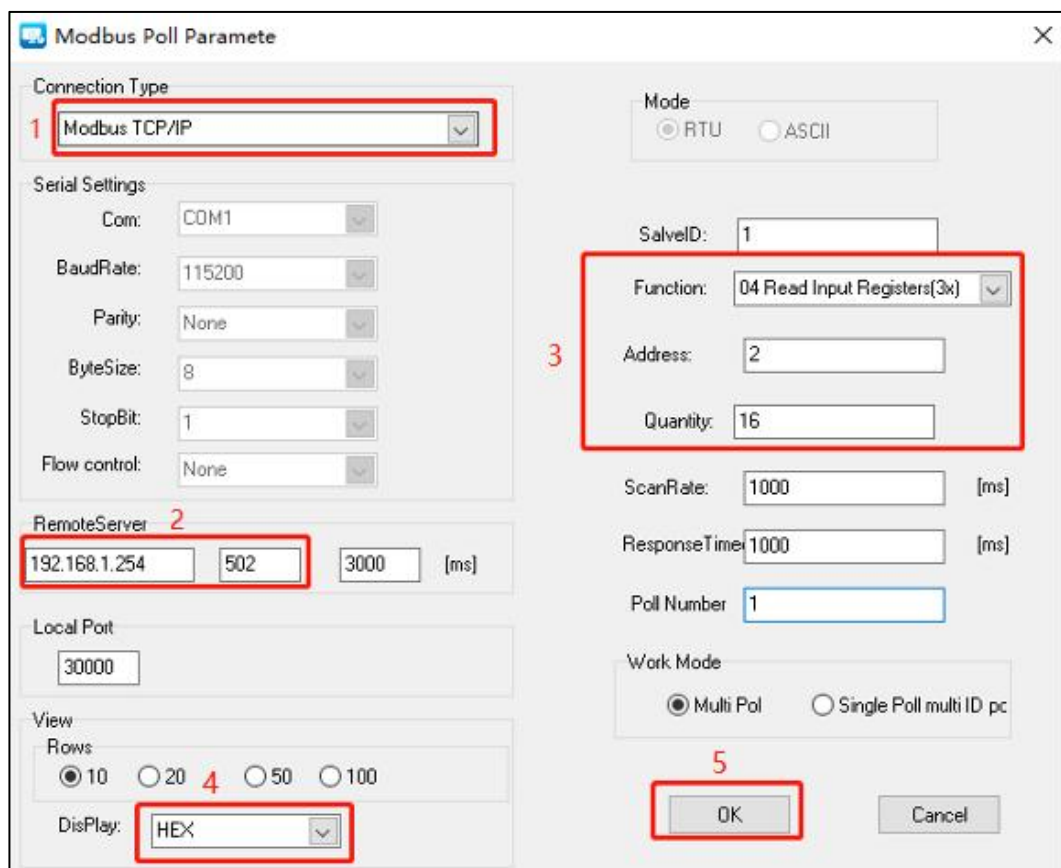 Modbus Poll Paramete
Connection Type
1
Modbus TCP/IP
Serial Settings
Com: COM1
BaudRate: 115200
Parity: None
ByteSize: 8
StopBit: 1
Flow control: None
RemoteServer 2
192.168.1.254 502 3000 [ms]
Local Port
30000
View
Rows
10 20 50 100
4
DisPlay: HEX
Mode
RTU ASCII
SalveID: 1
3
Function: 04 Read Input Registers(3x)
Address: 2
Quantity: 16
ScanRate: 1000 [ms]
ResponseTime 1000 [ms]
Poll Number 1
Work Mode
Multi Pol Single Poll multi ID pc
5
OK Cancel